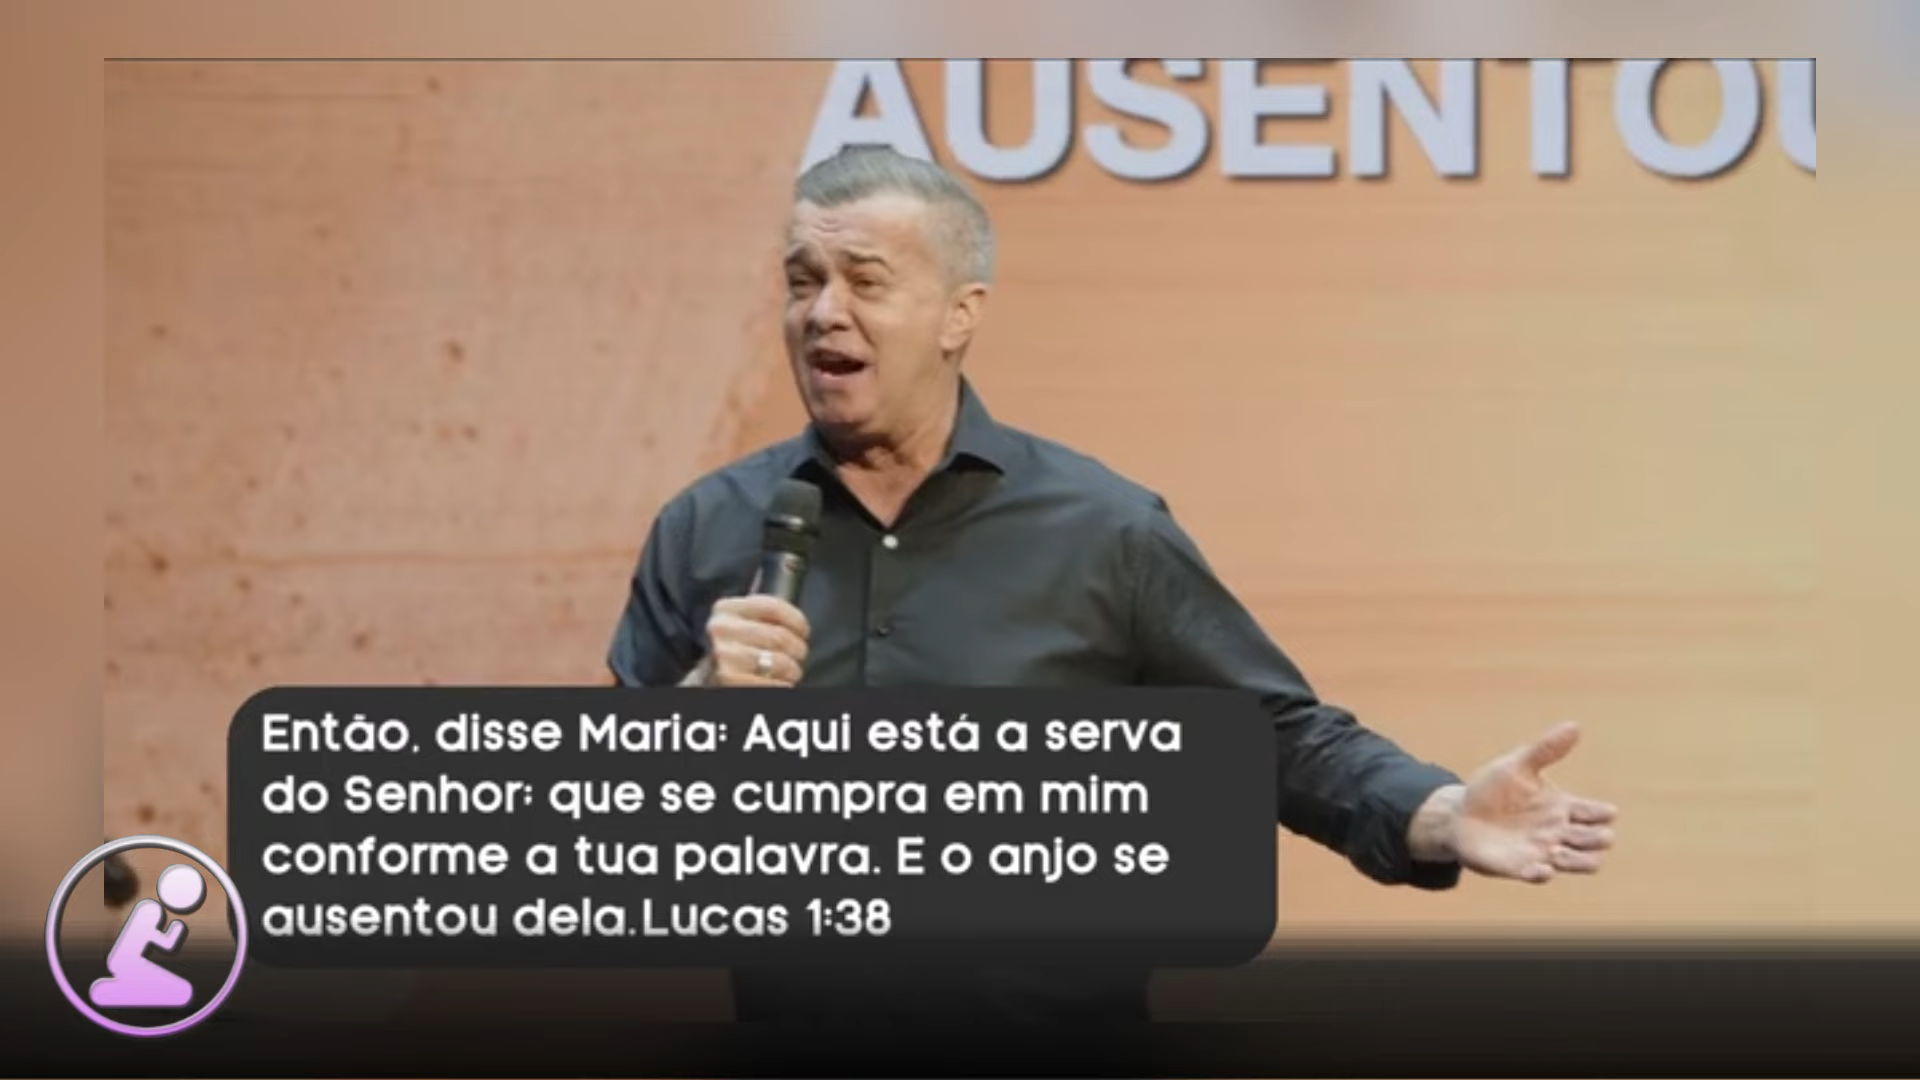 AUSENTOU
Então, disse Maria: Aqui está a serva
do Senhor; que se cumpra em mim
conforme a tua palavra. E o anjo se
ausentou dela.Lucas 1:38